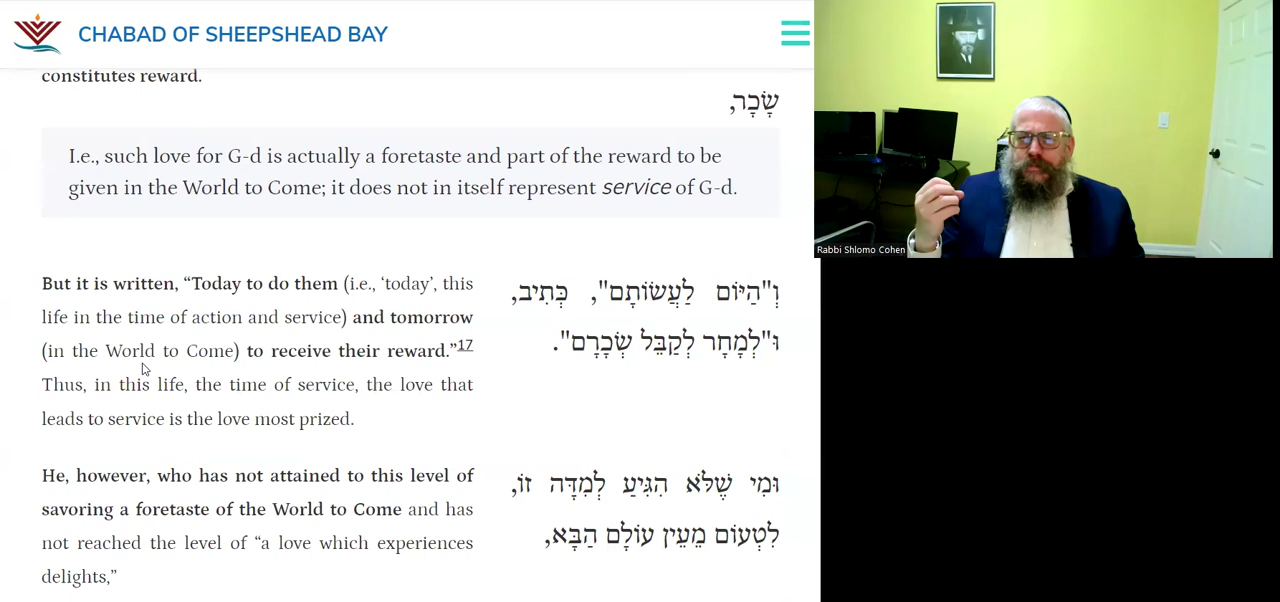 CHABAD OF SHEEPSHEAD BAY
constitutes reward.
שָׂכָר,
I.e., such love for G-d is actually a foretaste and part of the reward to be
given in the World to Come; it does not in itself represent service of G-d.
But it is written, “Today to do them (i.e., ‘today’, this
life in the time of action and service) and tomorrow
(in the World to Come) to receive their reward.”17
Thus, in this life, the time of service, the love that
leads to service is the love most prized.
וְ"הַיּוֹם לַעֲשׂוֹתָם", כְּתִיב,
וּ"לְמָחָר לְקַבֵּל שְׂכָרָם".
He, however, who has not attained to this level of
savoring a foretaste of the World to Come and has
not reached the level of “a love which experiences
delights,”
וּמִי שֶׁלֹּא הִגִּיעַ לְמִדָּה זוֹ,
לִטְעוֹם מֵעֵין עוֹלָם הַבָּא,
Rabbi Shlomo Cohen